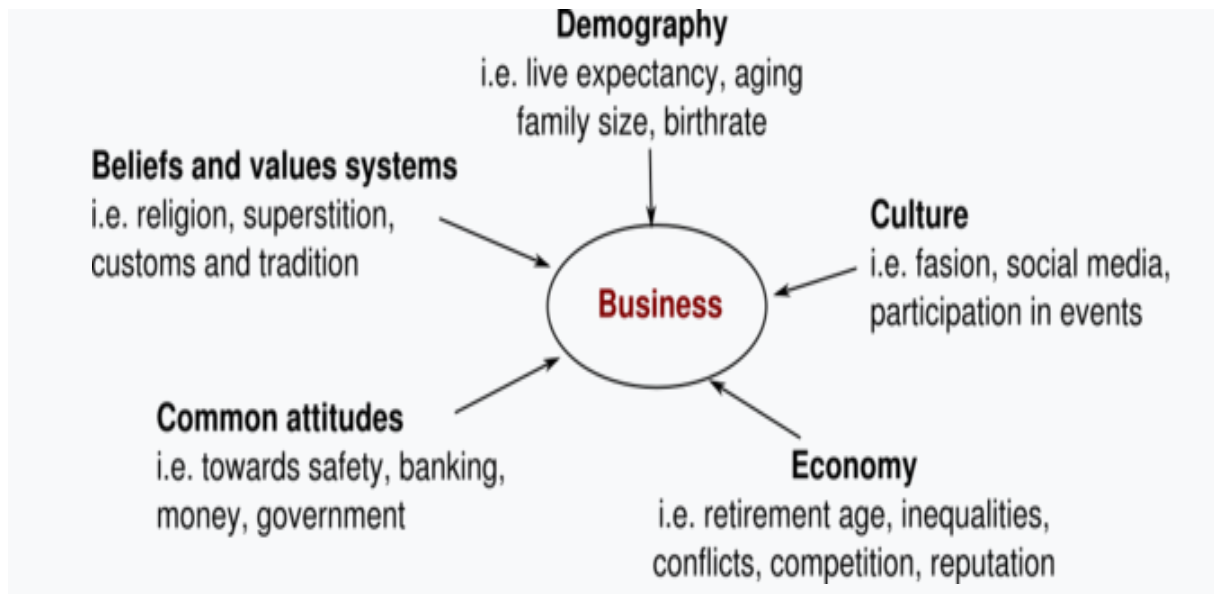 Demography
i.e. live expectancy, aging
family size, birthrate
Beliefs and values systems
i.e. religion, superstition,
customs and tradition
Culture
i.e. fasion, social media,
participation in events
Business
Common attitudes
i.e. towards safety, banking,
money, government
Economy
i.e. retirement age, inequalities,
conflicts, competition, reputation